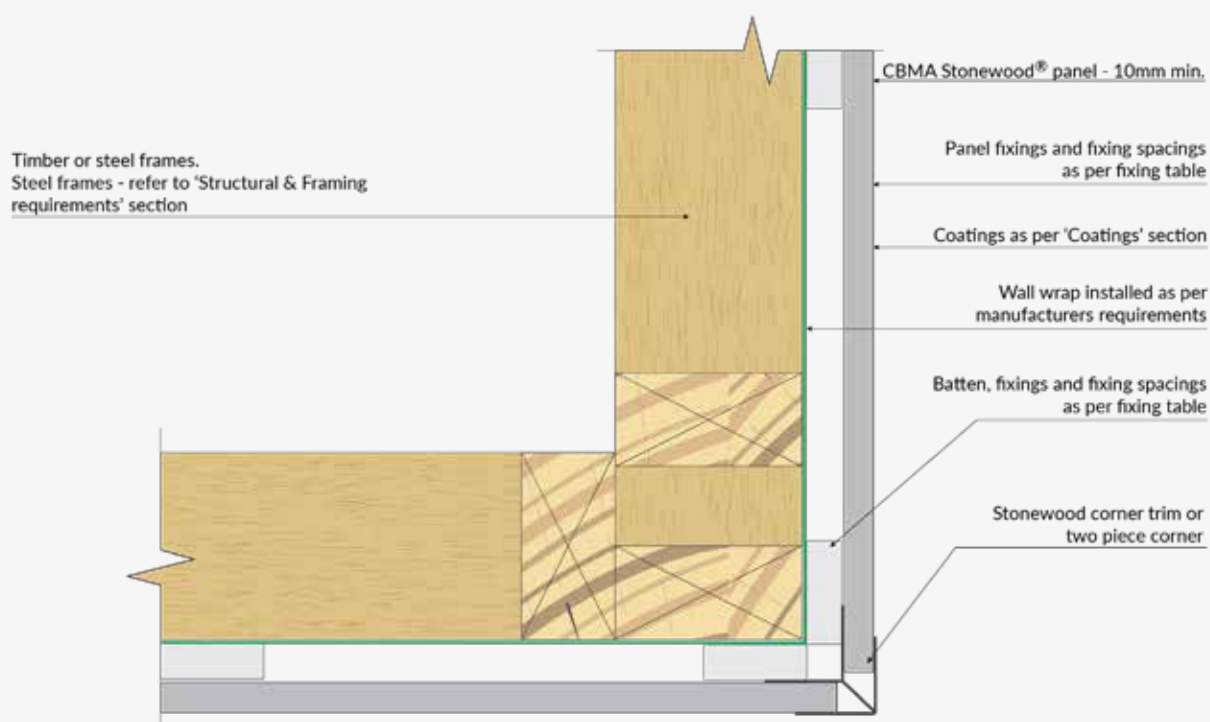 CBMA Stonewood® panel - 10mm min.
Timber or steel frames.
Steel frames - refer to ‘Structural & Framing
requirements’ section
Panel fixings and fixing spacings
as per fixing table
Coatings as per ‘Coatings’ section
Wall wrap installed as per
manufacturers requirements
Batten, fixings and fixing spacings
as per fixing table
Stonewood corner trim or
two piece corner